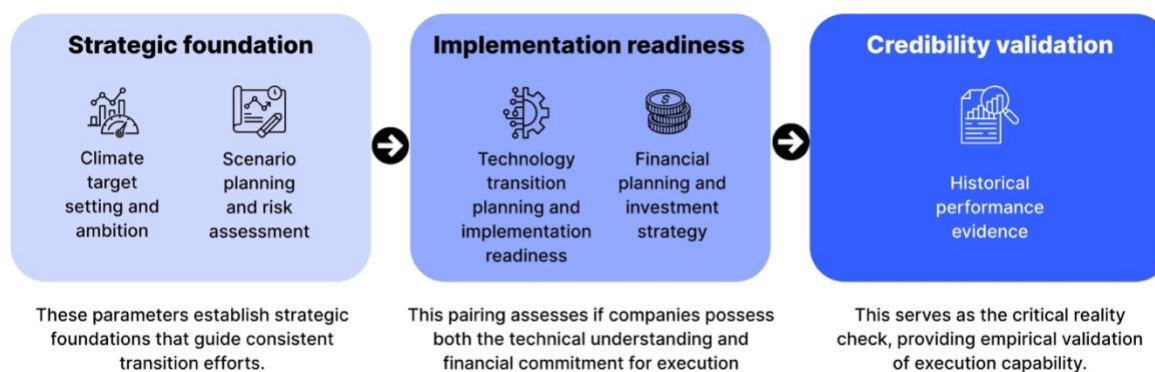 Strategic foundation
Climate
target
setting and
ambition
Scenario
planning
and risk
assessment
These parameters establish strategic
foundations that guide consistent
transition efforts.
Implementation readiness
Technology
transition
planning and
implementation
readiness
$
Financial
planning and
investment
strategy
This pairing assesses if companies possess
both the technical understanding and
financial commitment for execution
Credibility validation
Historical
performance
evidence
This serves as the critical reality
check, providing empirical validation
of execution capability.